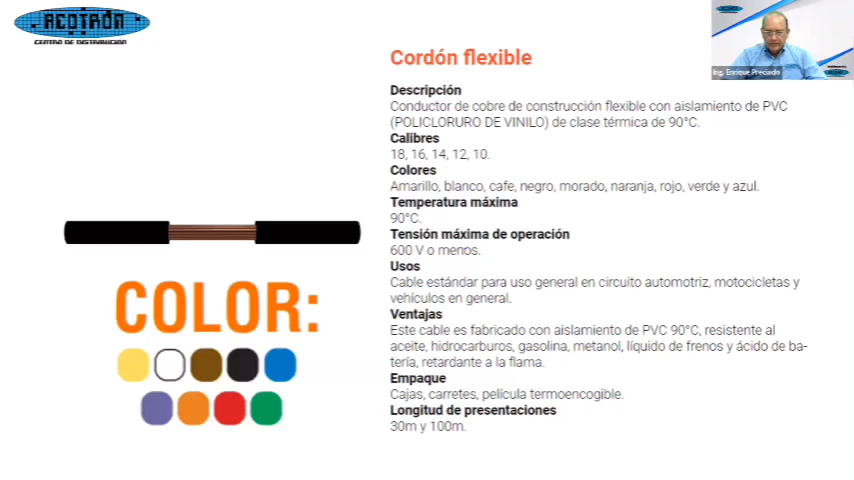 ACOTRÓN
CENTRO DE DISTRIBUCION
Ing. Enrique Preciado
Cordón flexible
Descripción
Conductor de cobre de construcción flexible con aislamiento de PVC
(POLICLORURO DE VINILO) de clase térmica de 90°C.
Calibres
18, 16, 14, 12, 10.
Colores
Amarillo, blanco, cafe, negro, morado, naranja, rojo, verde y azul.
Temperatura máxima
90°C.
Tensión máxima de operación
600 V o menos.
Usos
Cable estándar para uso general en circuito automotriz, motocicletas y
vehículos en general.
Ventajas
Este cable es fabricado con aislamiento de PVC 90°C, resistente al
aceite, hidrocarburos, gasolina, metanol, líquido de frenos y ácido de ba-
tería, retardante a la flama.
Empaque
Cajas, carretes, película termoencogible.
Longitud de presentaciones
30m y 100m.
COLOR: